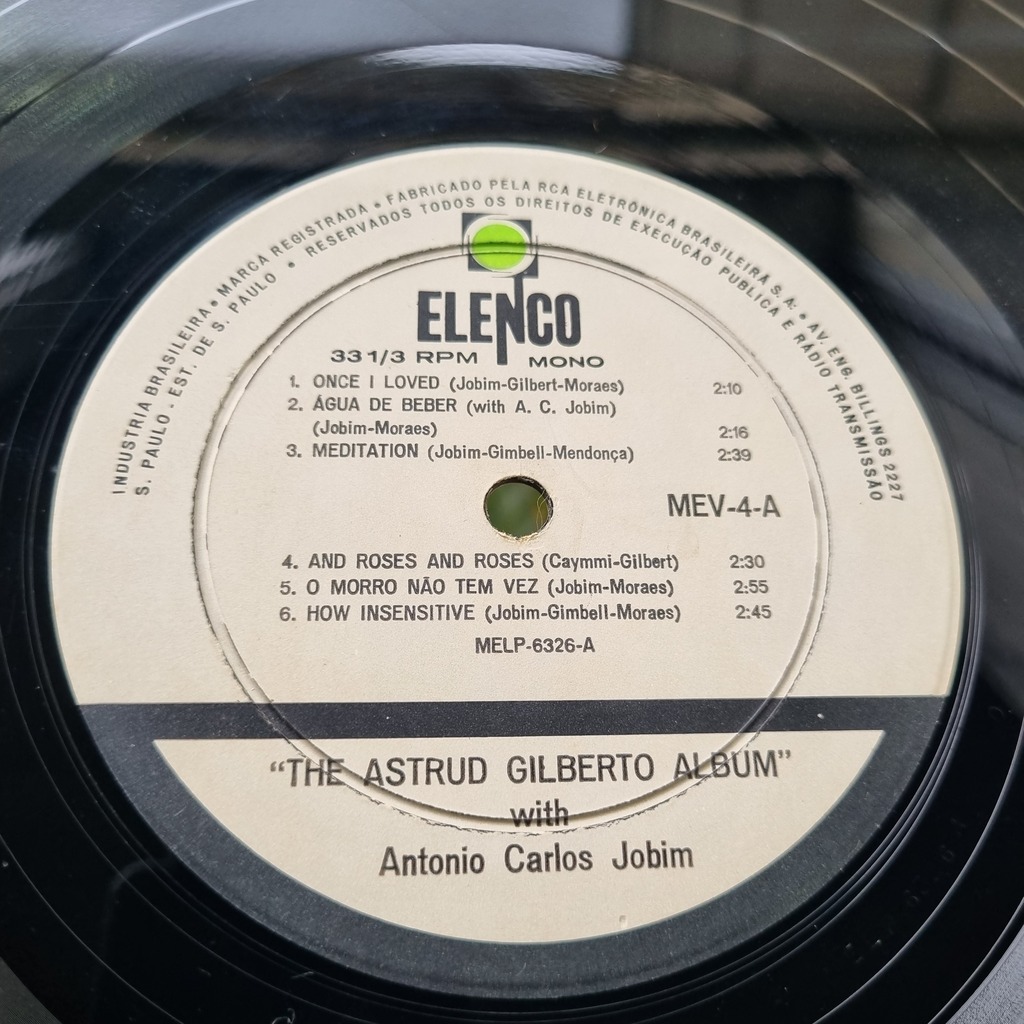 INDUSTRIA BRASILEIRA • MARCA REGISTRADA • FABRICADO PELA RCA ELETRÔNICA BRASILEIRA S.A. • AV. ENG. BILLINGS 2227
S. PAULO - EST. DE S. PAULO • RESERVADOS TODOS OS DIREITOS DE EXECUÇÃO PUBLICA E RÁDIO TRANSMISSÃO
ELENCO
33 1/3 RPM MONO
1. ONCE I LOVED (Jobim-Gilbert-Moraes) 2:10
2. ÁGUA DE BEBER (with A. C. Jobim)
(Jobim-Moraes) 2:16
3. MEDITATION (Jobim-Gimbell-Mendonça) 2:39
MEV-4-A
4. AND ROSES AND ROSES (Caymmi-Gilbert) 2:30
5. O MORRO NÃO TEM VEZ (Jobim-Moraes) 2:55
6. HOW INSENSITIVE (Jobim-Gimbell-Moraes) 2:45
MELP-6326-A
"THE ASTRUD GILBERTO ALBUM"
with
Antonio Carlos Jobim